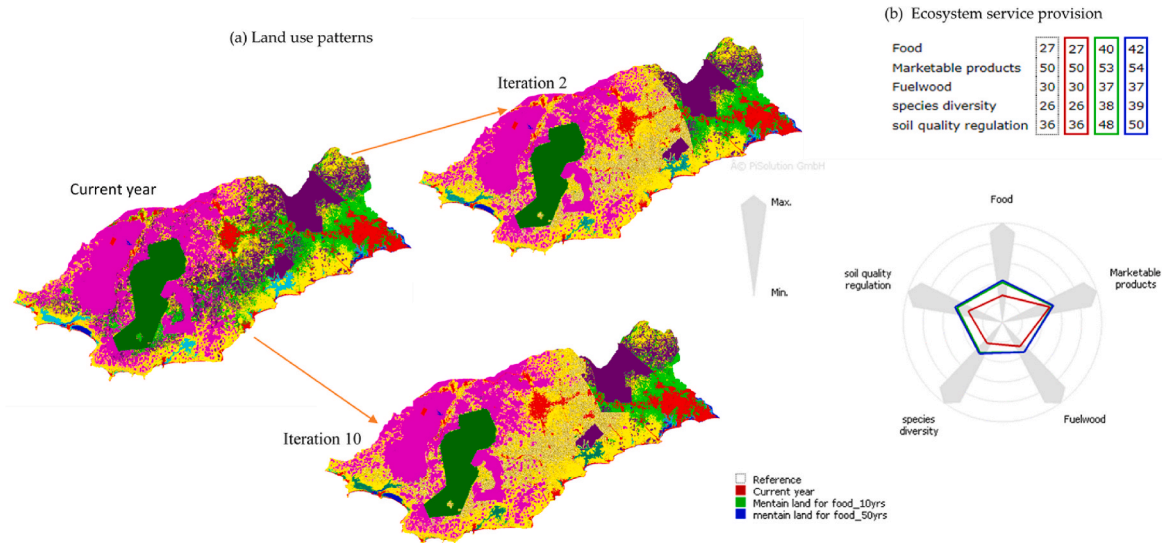 (a) Land use patterns
Iteration 2
Current year
Iteration 10
(b) Ecosystem service provision
Food 27 27 40 42
Marketable products 50 50 53 54
Fuelwood 30 30 37 37
species diversity 26 26 38 39
soil quality regulation 36 36 48 50
Â© PiSolution GmbH
Max.
Min.
Food
soil quality
regulation
Marketable
products
species
diversity
Fuelwood
Reference
Current year
Mentain land for food_10yrs
mentain land for food_50yrs